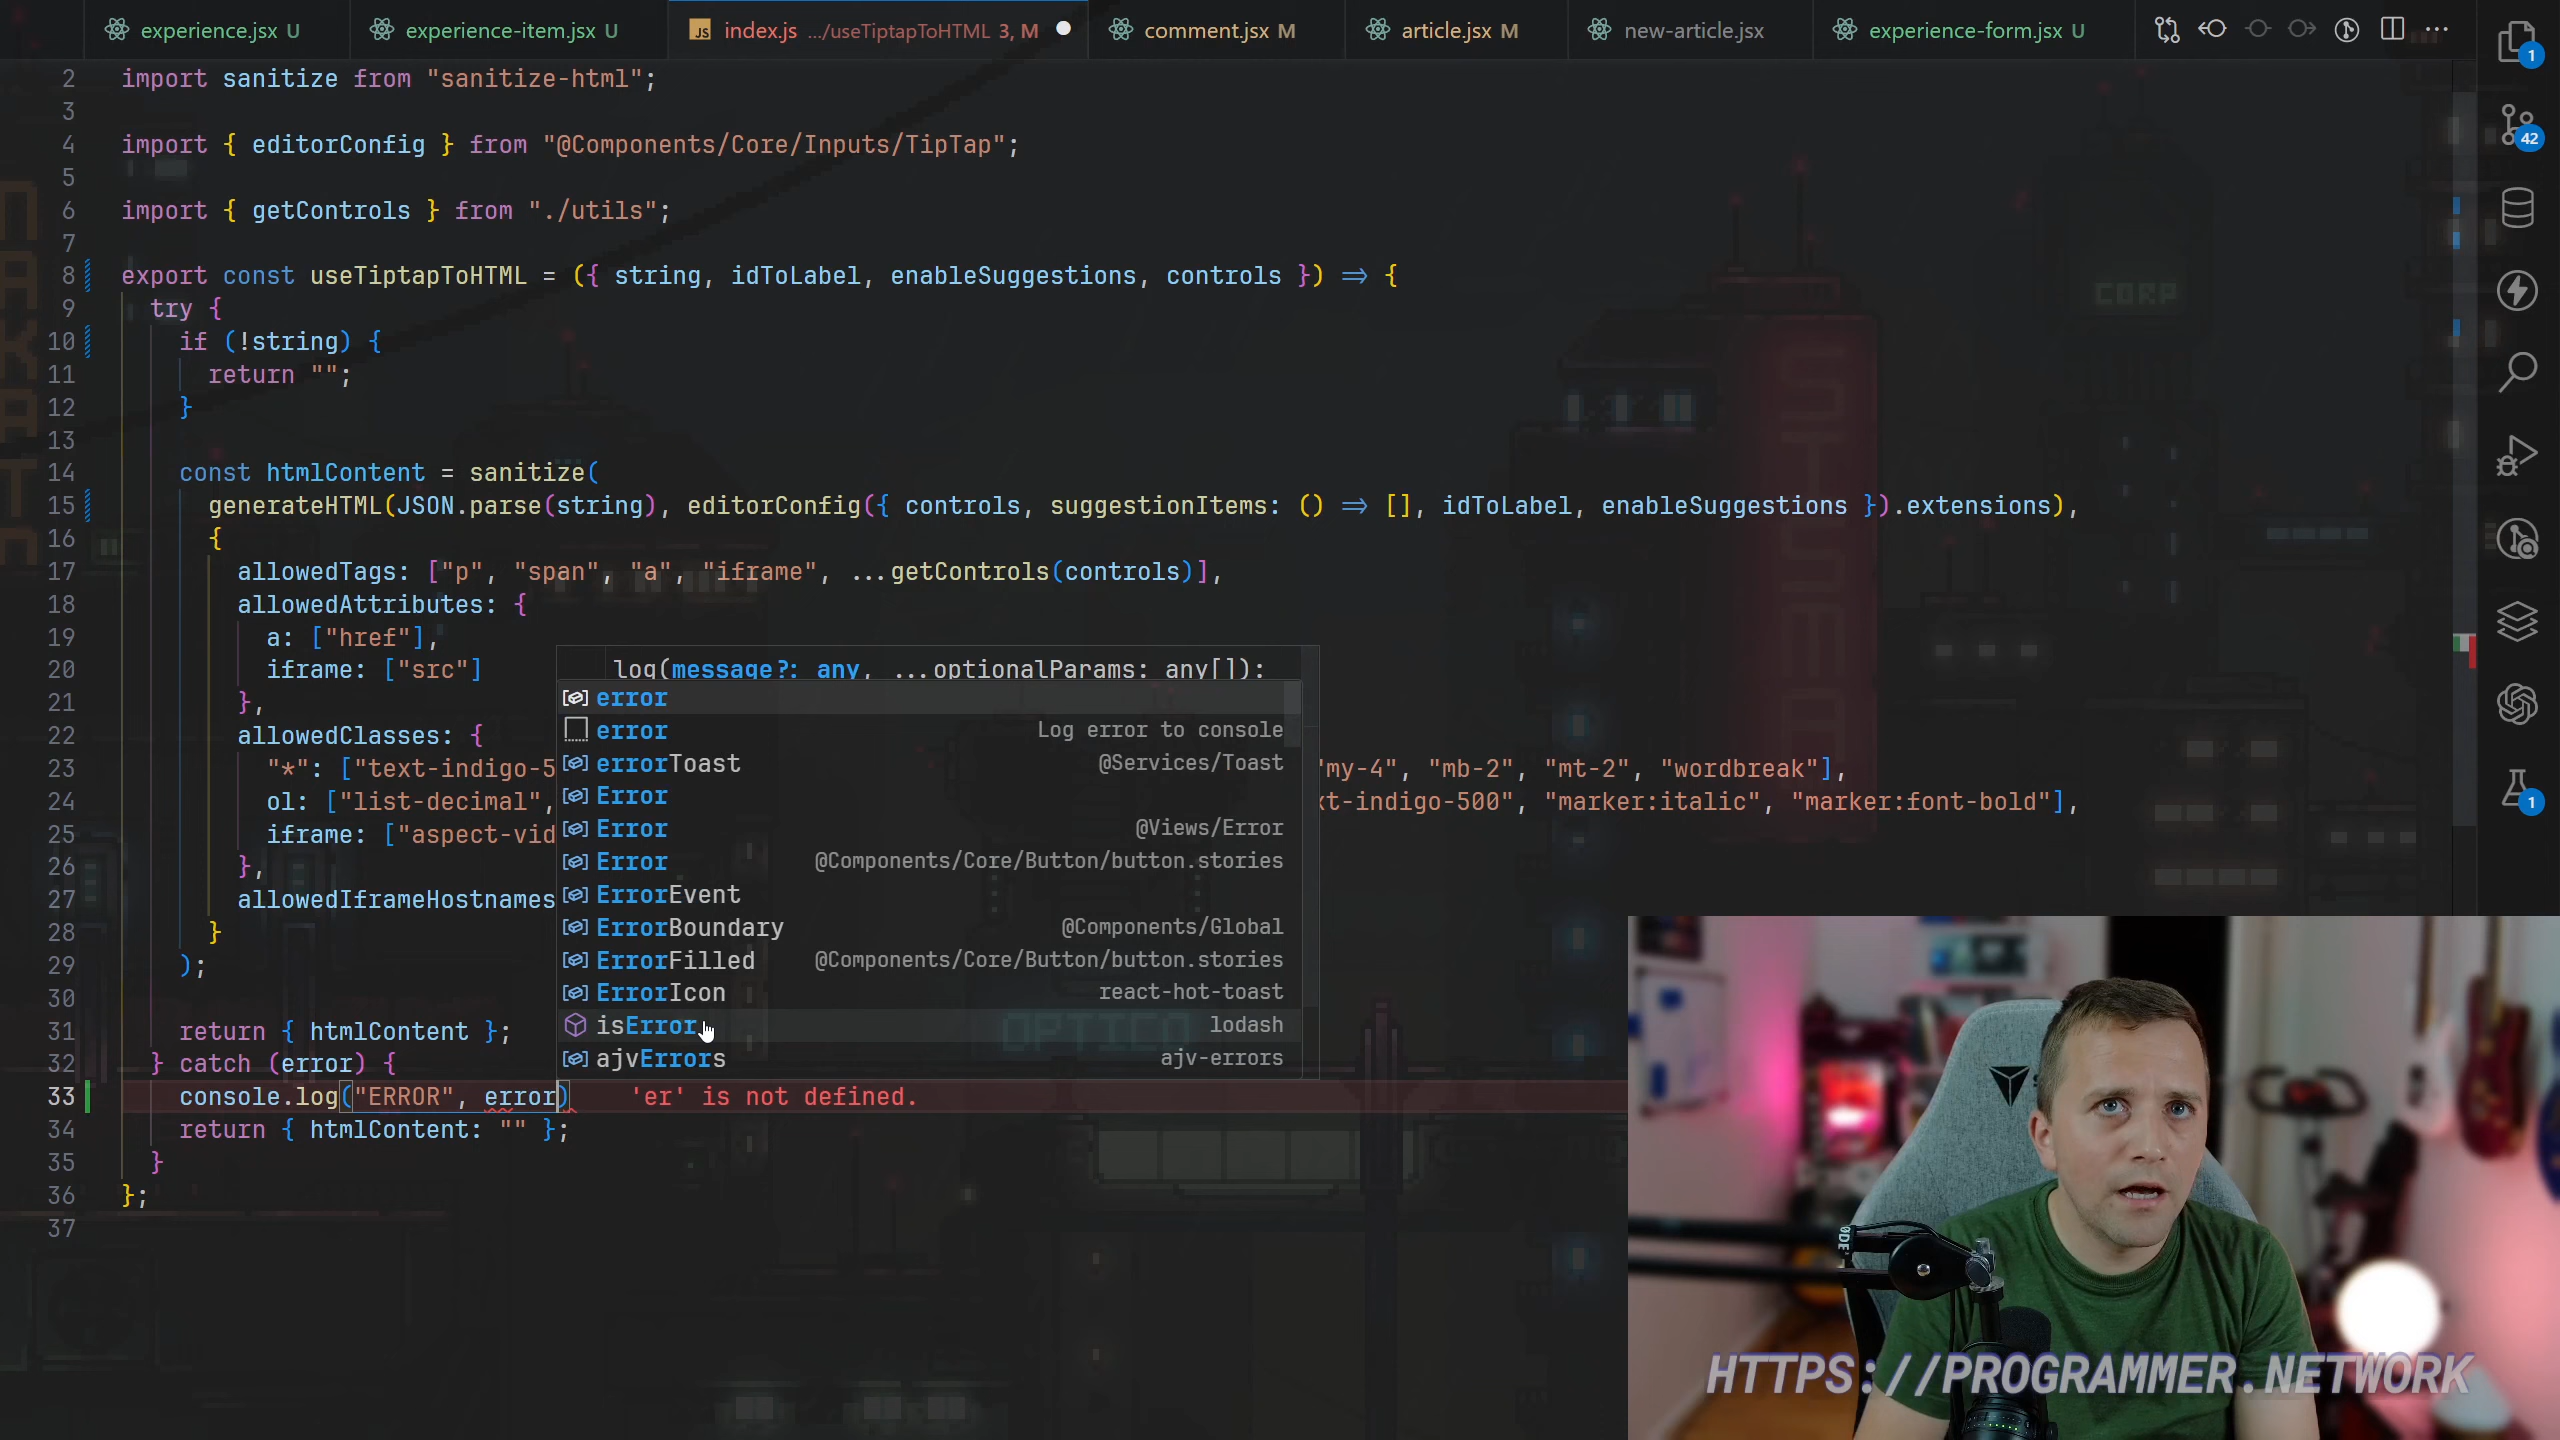 experience.jsx U
experience-item.jsx U
JS index.js .../useTiptapToHTML 3, M
comment.jsx M
article.jsx M
new-article.jsx
experience-form.jsx U
1
42
1
2 import sanitize from "sanitize-html";
3
4 import { editorConfig } from "@Components/Core/Inputs/TipTap";
5
6 import { getControls } from "./utils";
7
8 export const useTiptapToHTML = ({ string, idToLabel, enableSuggestions, controls }) => {
9 try {
10 if (!string) {
11 return "";
12 }
13
14 const htmlContent = sanitize(
15 generateHTML(JSON.parse(string), editorConfig({ controls, suggestionItems: () => [], idToLabel, enableSuggestions }).extensions),
16 {
17 allowedTags: ["p", "span", "a", "iframe", ...getControls(controls)],
18 allowedAttributes: {
19 a: ["href"],
20 iframe: ["src"]
21 },
22 allowedClasses: {
23 "*": ["text-indigo-5 "my-4", "mb-2", "mt-2", "wordbreak"],
24 ol: ["list-decimal", xt-indigo-500", "marker:italic", "marker:font-bold"],
25 iframe: ["aspect-vid
26 },
27 allowedIframeHostnames
28 }
29 );
30
31 return { htmlContent };
32 } catch (error) {
33 console.log("ERROR", error) 'er' is not defined.
34 return { htmlContent: "" };
35 }
36 };
37
log(message?: any, ...optionalParams: any[]):
error
error Log error to console
errorToast @Services/Toast
Error
Error @Views/Error
Error @Components/Core/Button/button.stories
ErrorEvent
ErrorBoundary @Components/Global
ErrorFilled @Components/Core/Button/button.stories
ErrorIcon react-hot-toast
isError lodash
ajvErrors ajv-errors
CORP
OPTICO
HTTPS://PROGRAMMER.NETWORK